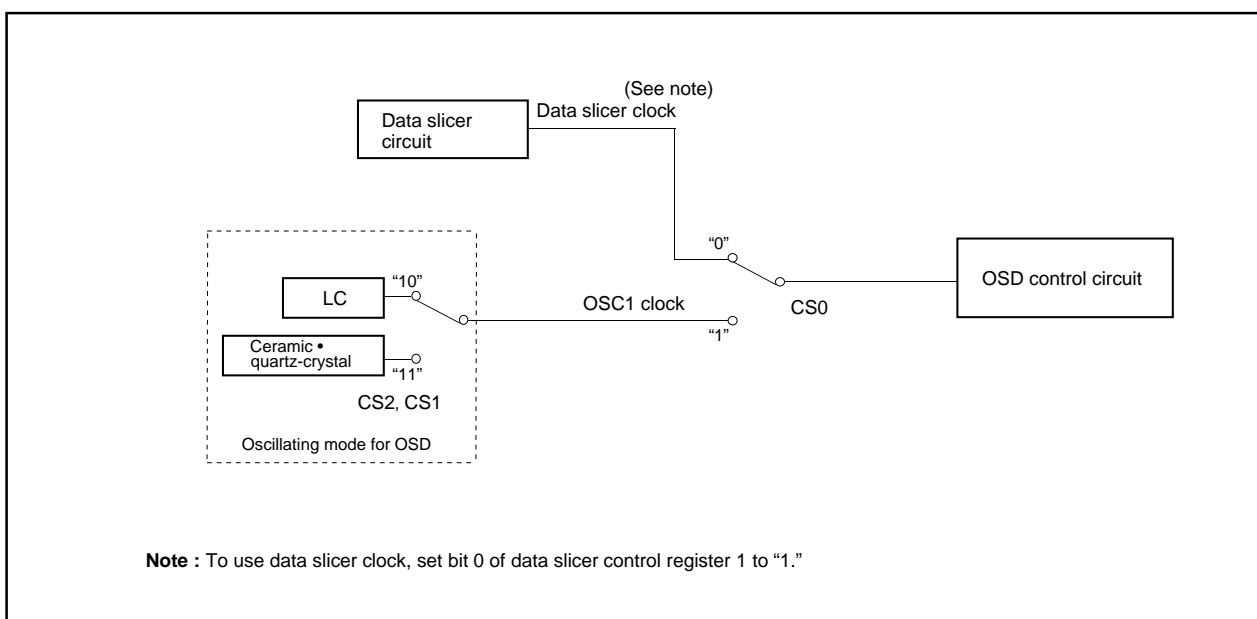 (See note)
Data slicer clock
Data slicer
circuit
“0”
OSD control circuit
“10”
LC
OSC1 clock
CS0
“1”
Ceramic •
quartz-crystal
“11”
CS2, CS1
Oscillating mode for OSD
Note : To use data slicer clock, set bit 0 of data slicer control register 1 to “1.”